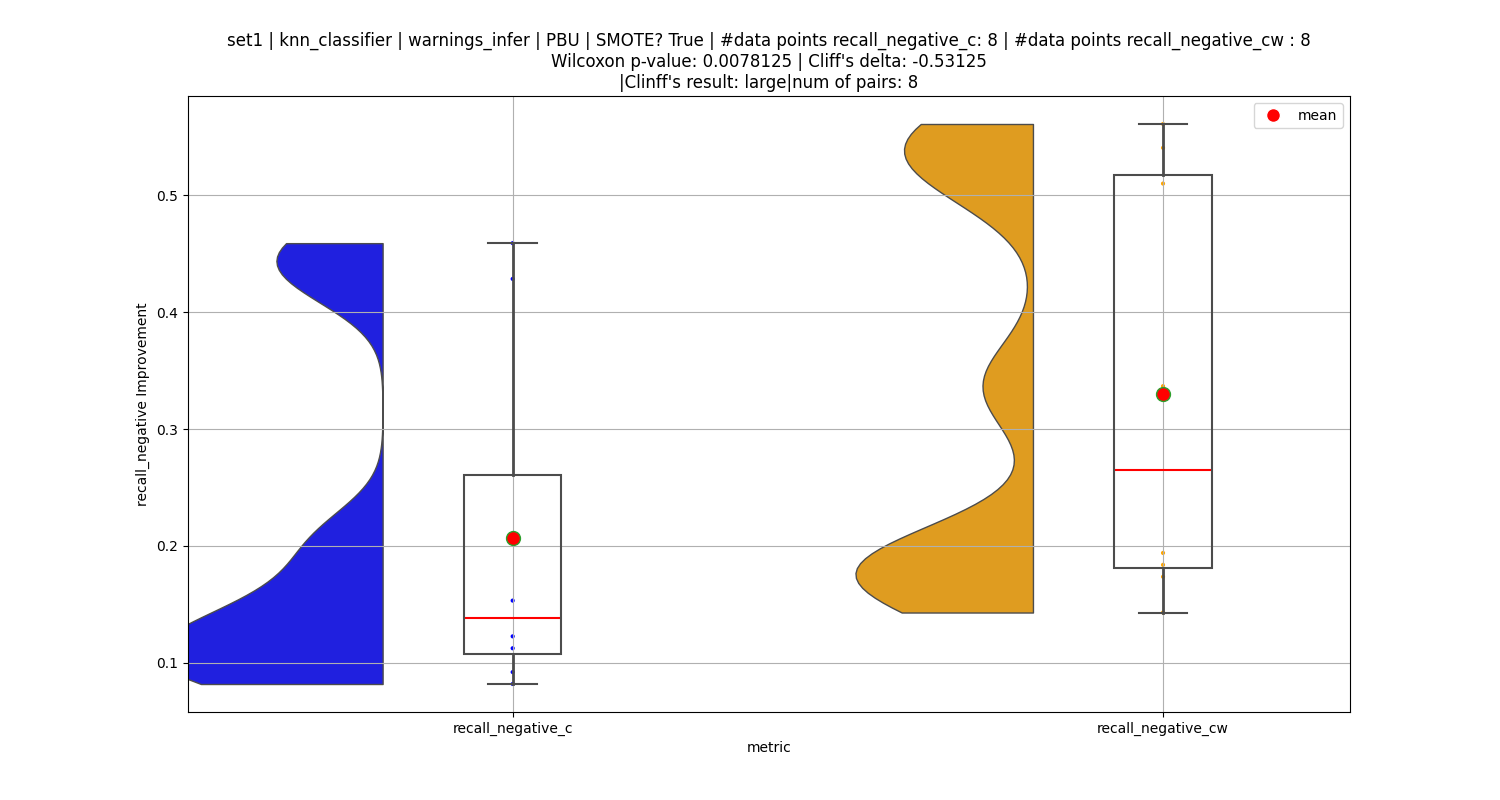 set1 | knn_classifier | warnings_infer | PBU | SMOTE? True | #data points recall_negative_c: 8 | #data points recall_negative_cw : 8
Wilcoxon p-value: 0.0078125 | Cliff's delta: -0.53125
|Clinff's result: large|num of pairs: 8
mean
recall_negative Improvement
0.5
0.4
0.3
0.2
0.1
recall_negative_c
recall_negative_cw
metric